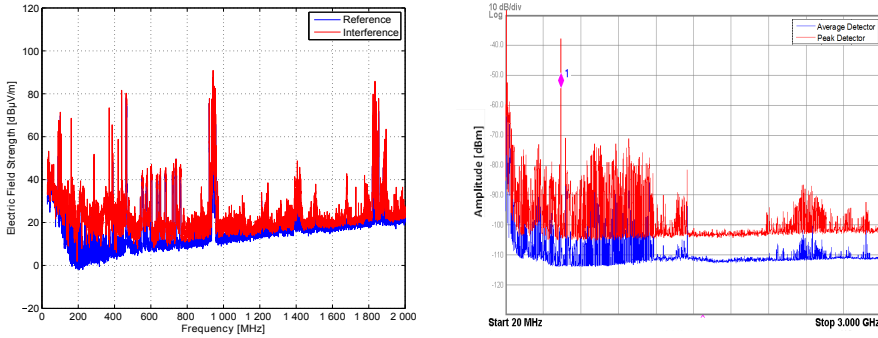 120
100
80
60
40
20
0
−20
Electric Field Strength [dBµV/m]
0
200
400
600
800
1 000
1 200
1 400
1 600
1 800
2 000
Frequency [MHz]
Reference
Interference
10 dB/div
Log
-40.0
-50.0
-60.0
-70.0
-80.0
-90.0
-100
-110
-120
Amplitude [dBm]
1
Average Detector
Peak Detector
Start 20 MHz
Stop 3.000 GHz